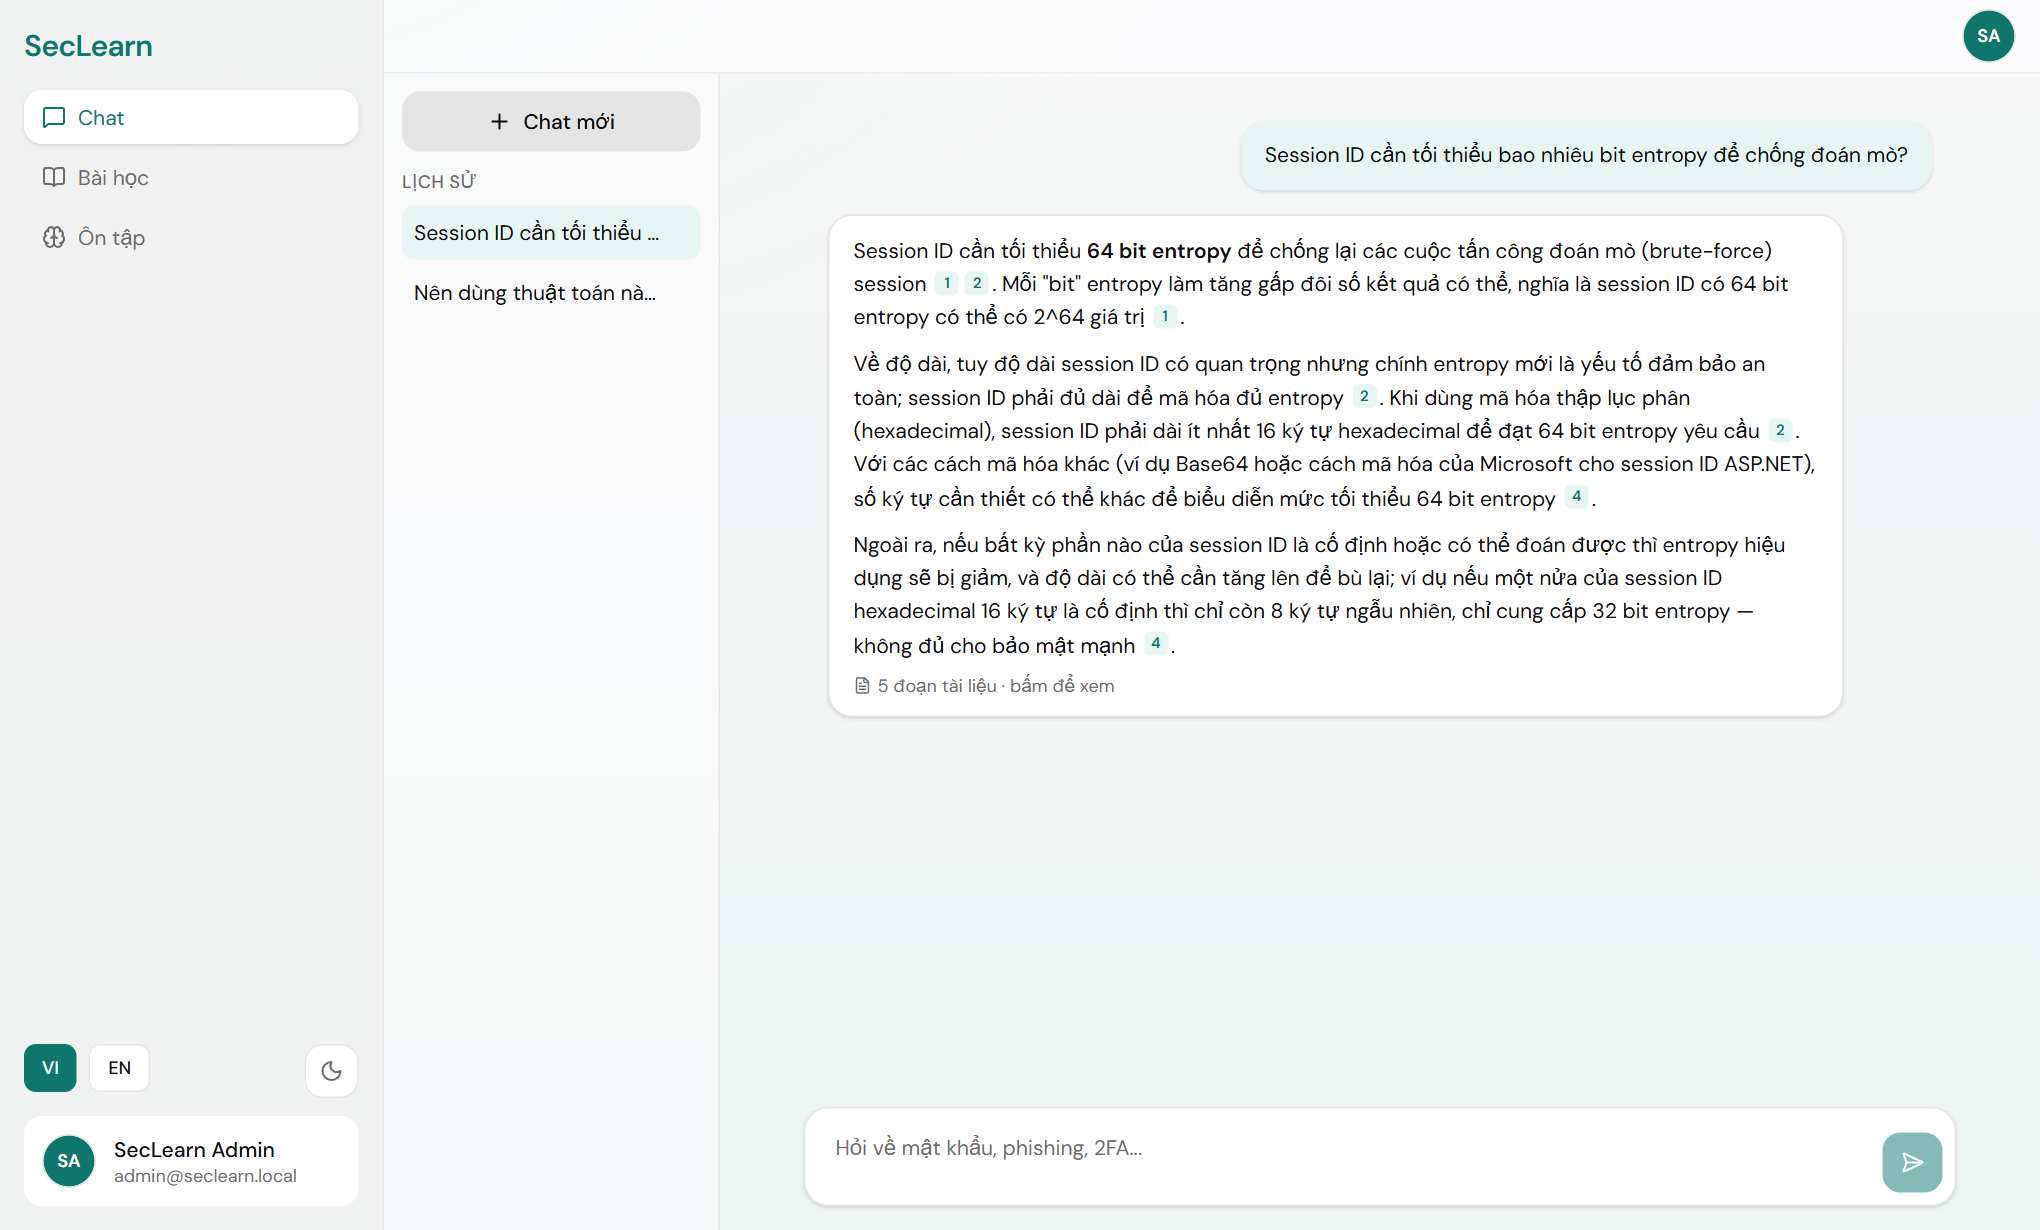 SecLearn
Chat
Bài học
Ôn tập
VI
EN
SA
SecLearn Admin
admin@seclearn.local
+ Chat mới
LỊCH SỬ
Session ID cần tối thiểu ...
Nên dùng thuật toán nà...
SA
Session ID cần tối thiểu bao nhiêu bit entropy để chống đoán mò?
Session ID cần tối thiểu 64 bit entropy để chống lại các cuộc tấn công đoán mò (brute-force)
session 1 2 . Mỗi "bit" entropy làm tăng gấp đôi số kết quả có thể, nghĩa là session ID có 64 bit
entropy có thể có 2^64 giá trị 1 .
Về độ dài, tuy độ dài session ID có quan trọng nhưng chính entropy mới là yếu tố đảm bảo an
toàn; session ID phải đủ dài để mã hóa đủ entropy 2 . Khi dùng mã hóa thập lục phân
(hexadecimal), session ID phải dài ít nhất 16 ký tự hexadecimal để đạt 64 bit entropy yêu cầu 2 .
Với các cách mã hóa khác (ví dụ Base64 hoặc cách mã hóa của Microsoft cho session ID ASP.NET),
số ký tự cần thiết có thể khác để biểu diễn mức tối thiểu 64 bit entropy 4 .
Ngoài ra, nếu bất kỳ phần nào của session ID là cố định hoặc có thể đoán được thì entropy hiệu
dụng sẽ bị giảm, và độ dài có thể cần tăng lên để bù lại; ví dụ nếu một nửa của session ID
hexadecimal 16 ký tự là cố định thì chỉ còn 8 ký tự ngẫu nhiên, chỉ cung cấp 32 bit entropy —
không đủ cho bảo mật mạnh 4 .
5 đoạn tài liệu · bấm để xem
Hỏi về mật khẩu, phishing, 2FA...